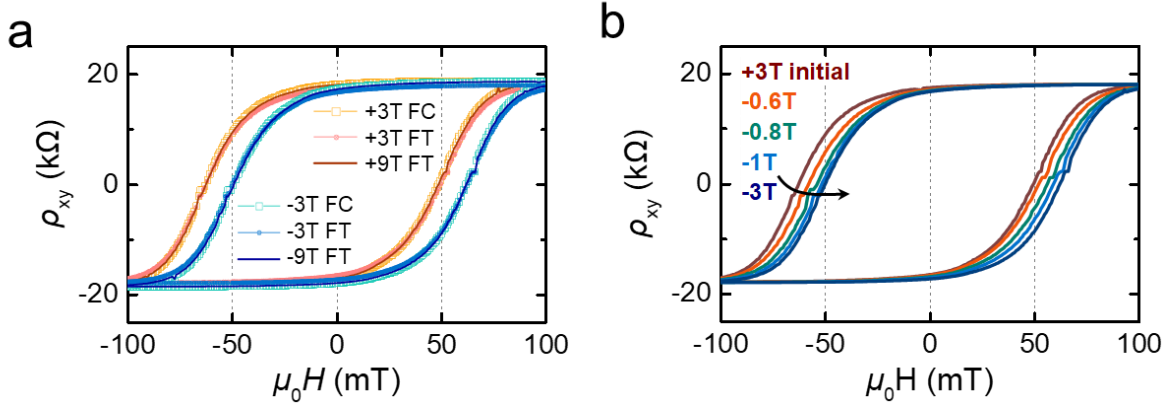 a
20
0
-20
ρxy (kΩ)
+3T FC
+3T FT
+9T FT
-3T FC
-3T FT
-9T FT
-100 -50 0 50 100
μ0H (mT)
b
20
0
-20
ρxy (kΩ)
+3T initial
-0.6T
-0.8T
-1T
-3T
-100 -50 0 50 100
μ0H (mT)